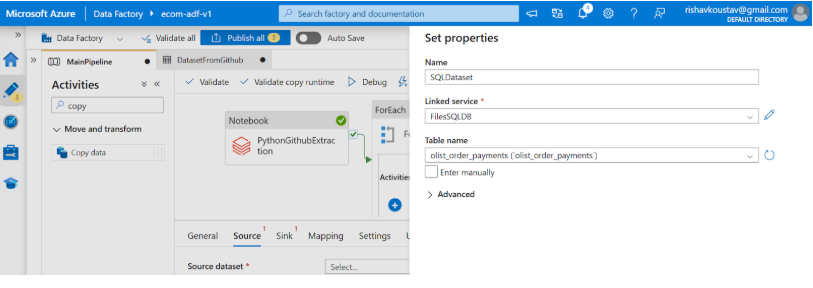 Microsoft Azure | Data Factory ▸ ecom-adf-v1
Search factory and documentation
4
rishavkoustav@gmail.com
DEFAULT DIRECTORY
Data Factory
Validate all
Publish all 3
Auto Save
MainPipeline
DatasetFromGithub
Activities
copy
Move and transform
Copy data
Validate
Validate copy runtime
Debug
Notebook
PythonGithubExtrac
tion
ForEach
Activities
General
Source 1
Sink 1
Mapping
Settings
Source dataset *
Select...
Set properties
Name
SQLDataset
Linked service *
FilesSQLDB
Table name
olist_order_payments (`olist_order_payments`)
Enter manually
Advanced